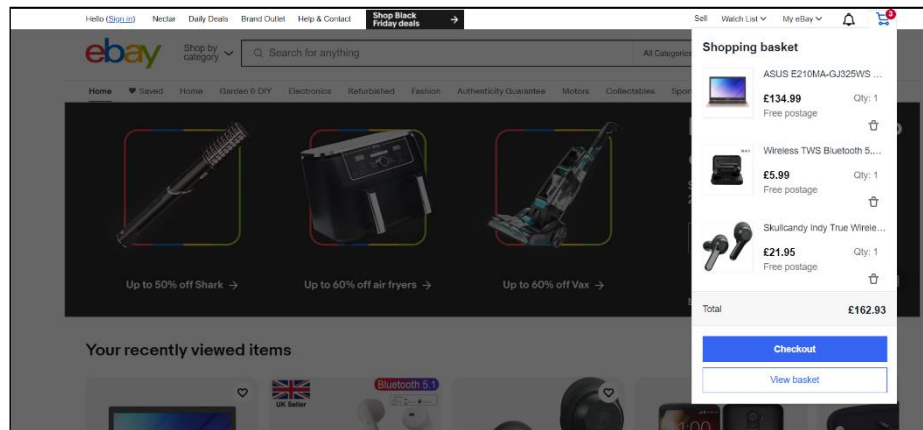 Hello (Sign in) Nectar Daily Deals Brand Outlet Help & Contact
Shop Black
Friday deals →
Sell Watch List My eBay
3
ebay
Shop by
category
Search for anything
All Categories
Home Saved Home Garden & DIY Electronics Refurbished Fashion Authenticity Guarantee Motors Collectables
Up to 50% off Shark →
Up to 60% off air fryers →
Up to 60% off Vax →
Shopping basket
ASUS E210MA-GJ325WS ...
£134.99 Qty: 1
Free postage
Wireless TWS Bluetooth 5....
£5.99 Qty: 1
Free postage
Skullcandy Indy True Wirele...
£21.95 Qty: 1
Free postage
Total £162.93
Checkout
View basket
Your recently viewed items
UK Seller
Bluetooth 5.1